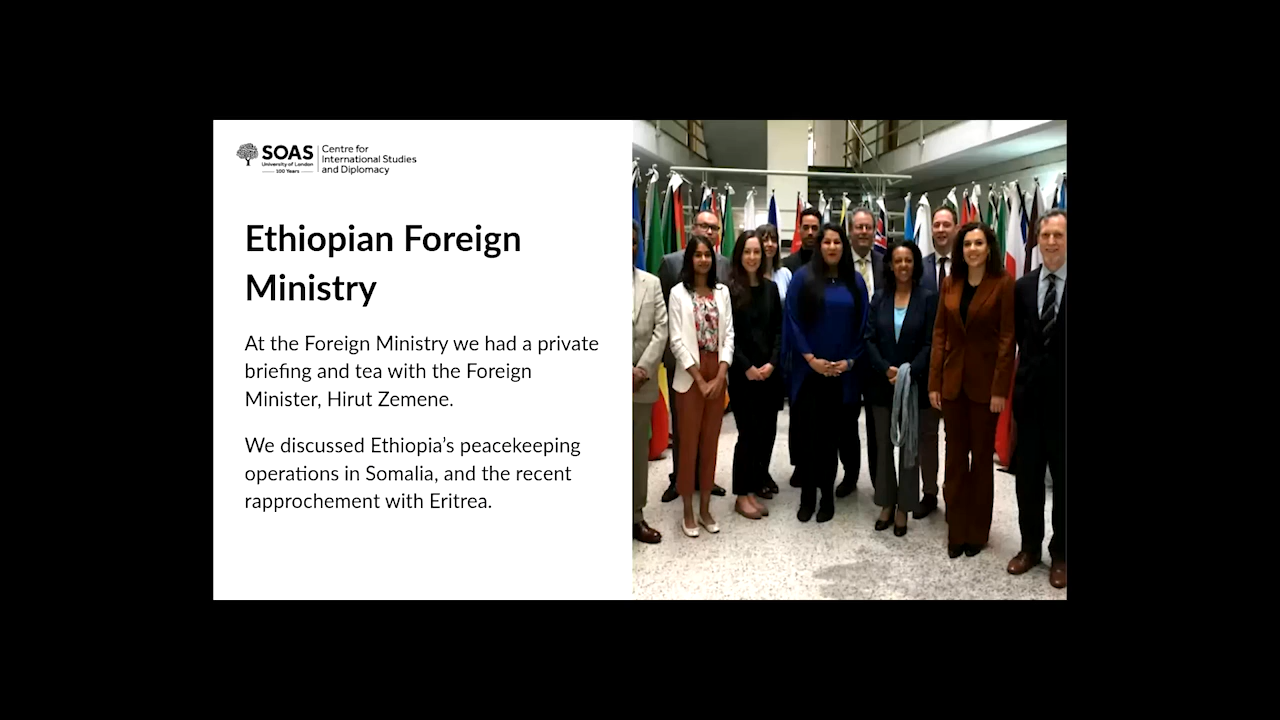 SOAS
University of London
100 Years
Centre for
International Studies
and Diplomacy
Ethiopian Foreign
Ministry
At the Foreign Ministry we had a private
briefing and tea with the Foreign
Minister, Hirut Zemene.
We discussed Ethiopia’s peacekeeping
operations in Somalia, and the recent
rapprochement with Eritrea.